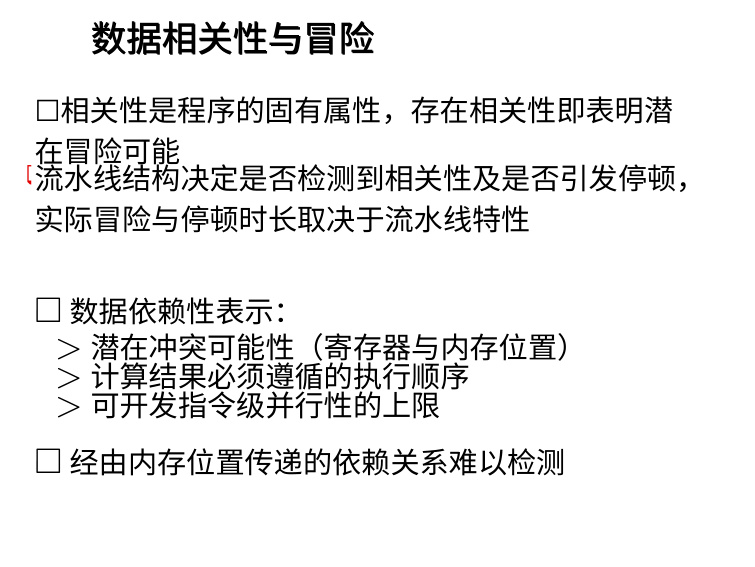 数据相关性与冒险
□相关性是程序的固有属性，存在相关性即表明潜
在冒险可能
流水线结构决定是否检测到相关性及是否引发停顿，
实际冒险与停顿时长取决于流水线特性
□ 数据依赖性表示：
＞ 潜在冲突可能性（寄存器与内存位置）
＞ 计算结果必须遵循的执行顺序
＞ 可开发指令级并行性的上限
□ 经由内存位置传递的依赖关系难以检测